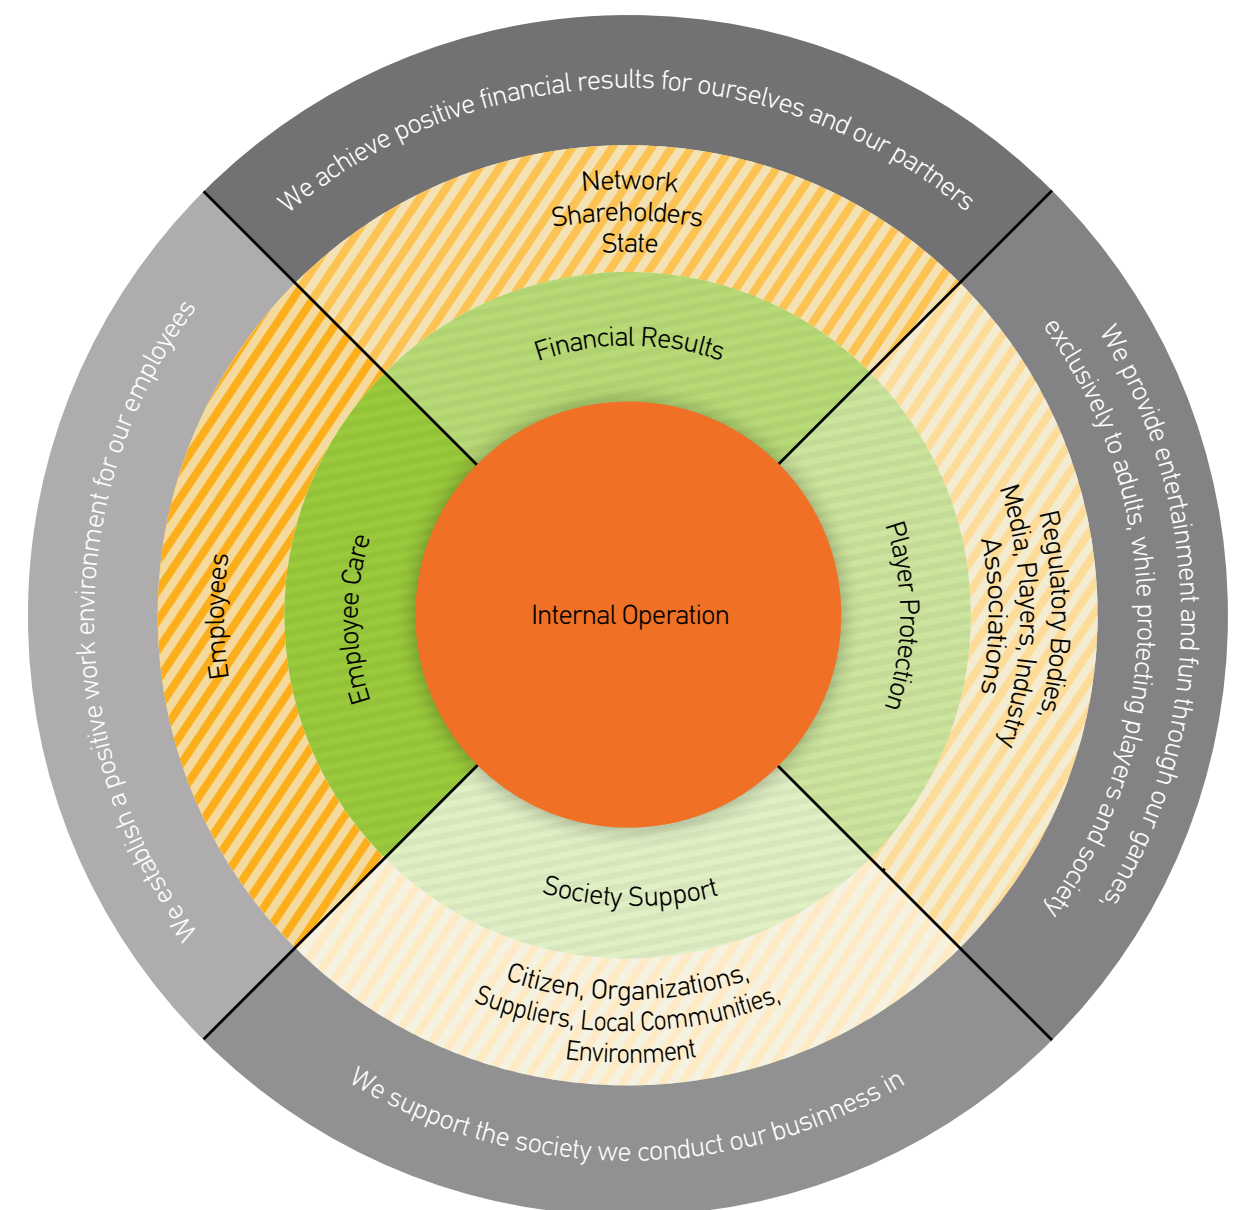 We achieve positive financial results for ourselves and our partners
Network
Shareholders
State
Financial Results
We provide entertainment and fun through our games,
exclusively to adults, while protecting players and society
Regulatory Bodies,
Media, Players, Industry
Associations
Player Protection
Internal Operation
Employee Care
Employees
We establish a positive work environment for our employees
Society Support
Citizen, Organizations,
Suppliers, Local Communities,
Environment
We support the society we conduct our businness in